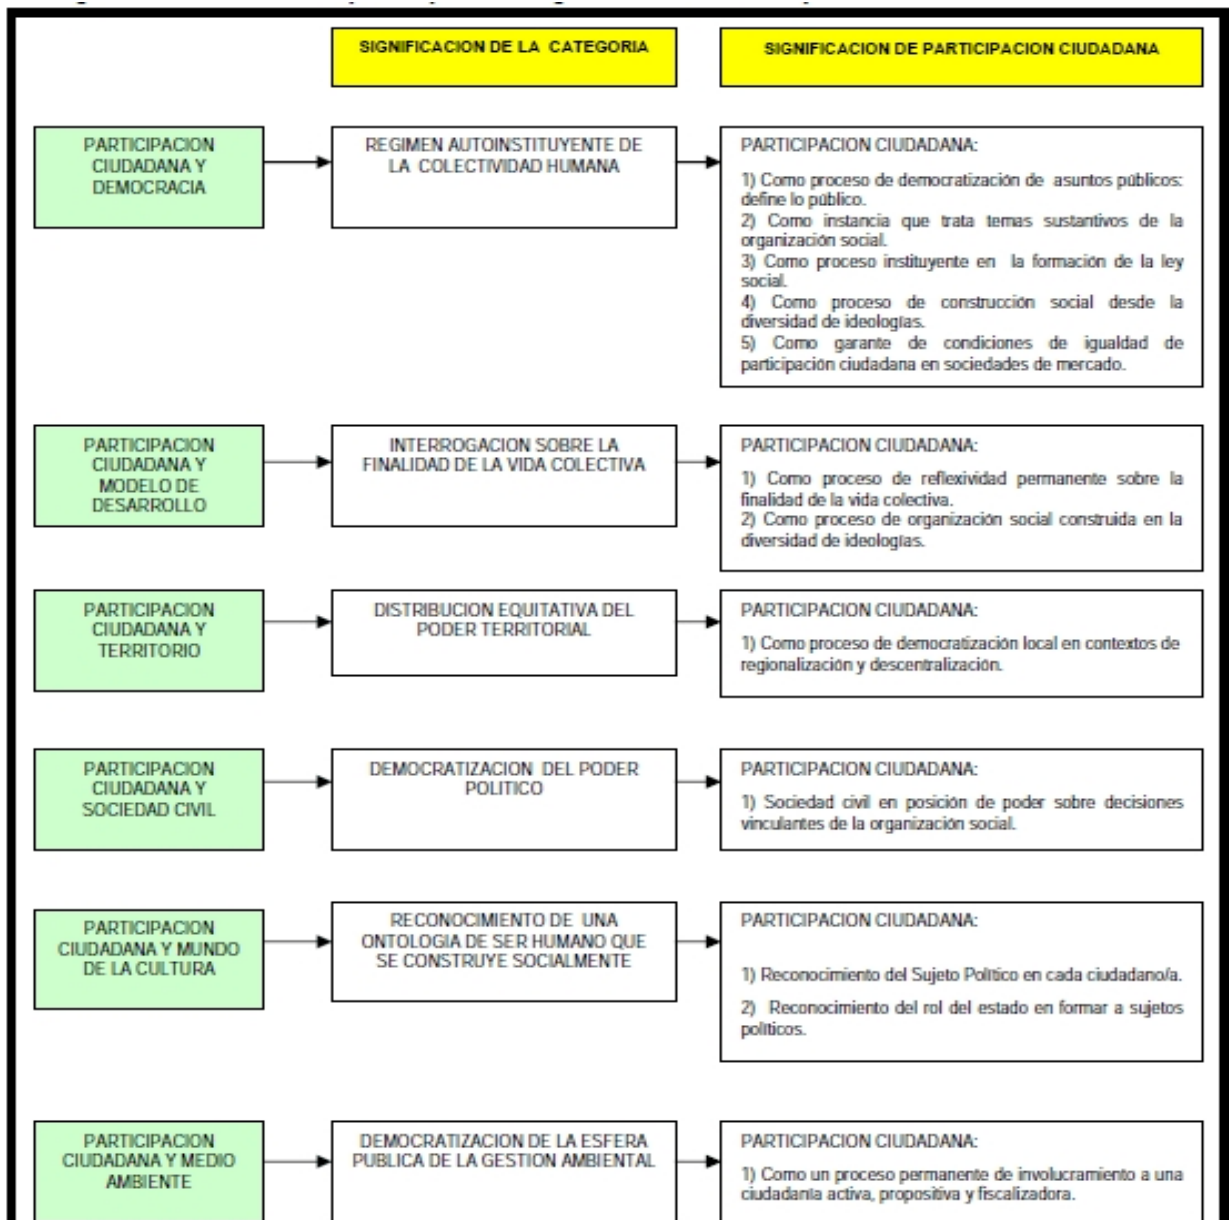 SIGNIFICACION DE LA CATEGORIA
SIGNIFICACION DE PARTICIPACION CIUDADANA
PARTICIPACION
CIUDADANA Y
DEMOCRACIA
REGIMEN AUTOINSTITUYENTE DE
LA COLECTIVIDAD HUMANA
PARTICIPACION CIUDADANA:
1) Como proceso de democratización de asuntos públicos:
define lo público.
2) Como instancia que trata temas sustantivos de la
organización social.
3) Como proceso instituyente en la formación de la ley
social.
4) Como proceso de construcción social desde la
diversidad de ideologías.
5) Como garante de condiciones de igualdad de
participación ciudadana en sociedades de mercado.
PARTICIPACION
CIUDADANA Y
MODELO DE
DESARROLLO
INTERROGACION SOBRE LA
FINALIDAD DE LA VIDA COLECTIVA
PARTICIPACION CIUDADANA:
1) Como proceso de reflexividad permanente sobre la
finalidad de la vida colectiva.
2) Como proceso de organización social construida en la
diversidad de ideologías.
PARTICIPACION
CIUDADANA Y
TERRITORIO
DISTRIBUCION EQUITATIVA DEL
PODER TERRITORIAL
PARTICIPACION CIUDADANA:
1) Como proceso de democratización local en contextos de
regionalización y descentralización.
PARTICIPACION
CIUDADANA Y
SOCIEDAD CIVIL
DEMOCRATIZACION DEL PODER
POLITICO
PARTICIPACION CIUDADANA:
1) Sociedad civil en posición de poder sobre decisiones
vinculantes de la organización social.
PARTICIPACION
CIUDADANA Y MUNDO
DE LA CULTURA
RECONOCIMIENTO DE UNA
ONTOLOGIA DE SER HUMANO QUE
SE CONSTRUYE SOCIALMENTE
PARTICIPACION CIUDADANA:
1) Reconocimiento del Sujeto Político en cada ciudadano/a.
2) Reconocimiento del rol del estado en formar a sujetos
políticos.
PARTICIPACION
CIUDADANA Y MEDIO
AMBIENTE
DEMOCRATIZACION DE LA ESFERA
PUBLICA DE LA GESTION AMBIENTAL
PARTICIPACION CIUDADANA:
1) Como un proceso permanente de involucramiento a una
ciudadanía activa, propositiva y fiscalizadora.